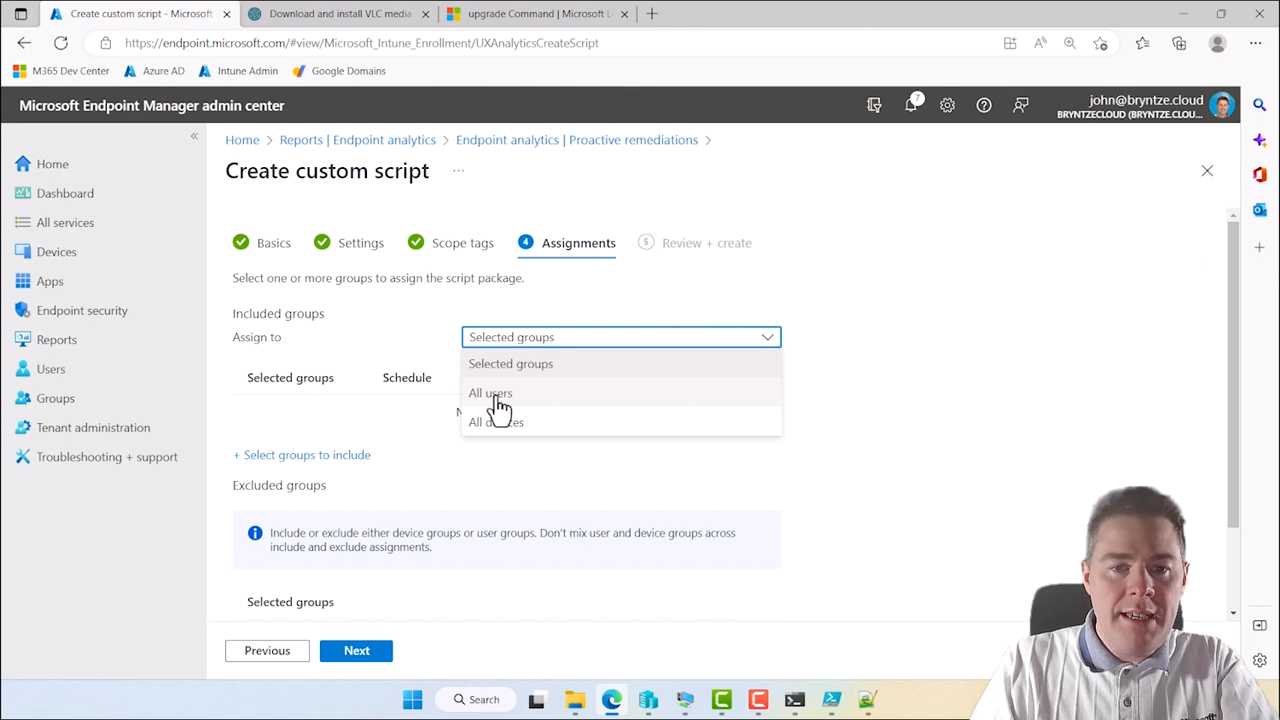 Create custom script - Microsoft
Download and install VLC media
upgrade Command | Microsoft D
https://endpoint.microsoft.com/#view/Microsoft_Intune_Enrollment/UXAnalyticsCreateScript
M365 Dev Center
Azure AD
Intune Admin
Google Domains
Microsoft Endpoint Manager admin center
7
john@bryntze.cloud
BRYNTZECLOUD (BRYNTZE.CLOU...
Home > Reports | Endpoint analytics > Endpoint analytics | Proactive remediations >
Create custom script ...
Home
Dashboard
All services
Devices
Apps
Endpoint security
Reports
Users
Groups
Tenant administration
Troubleshooting + support
Basics
Settings
Scope tags
4 Assignments
5 Review + create
Select one or more groups to assign the script package.
Included groups
Assign to
Selected groups
Selected groups
All users
All devices
Selected groups
Schedule
N
+ Select groups to include
Excluded groups
Include or exclude either device groups or user groups. Don't mix user and device groups across
include and exclude assignments.
Selected groups
Previous
Next
Search